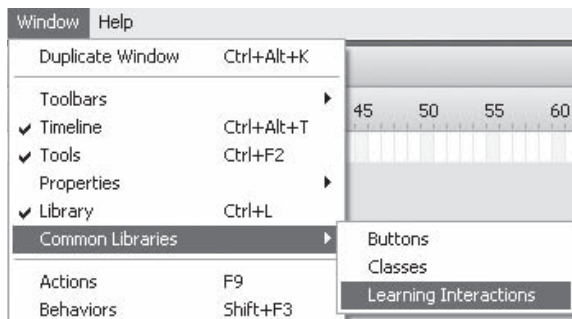 Window Help
Duplicate Window Ctrl+Alt+K
Toolbars
45 50 55 60
Timeline Ctrl+Alt+T
Tools Ctrl+F2
Properties
Library Ctrl+L
Common Libraries
Buttons
Classes
Learning Interactions
Actions F9
Behaviors Shift+F3